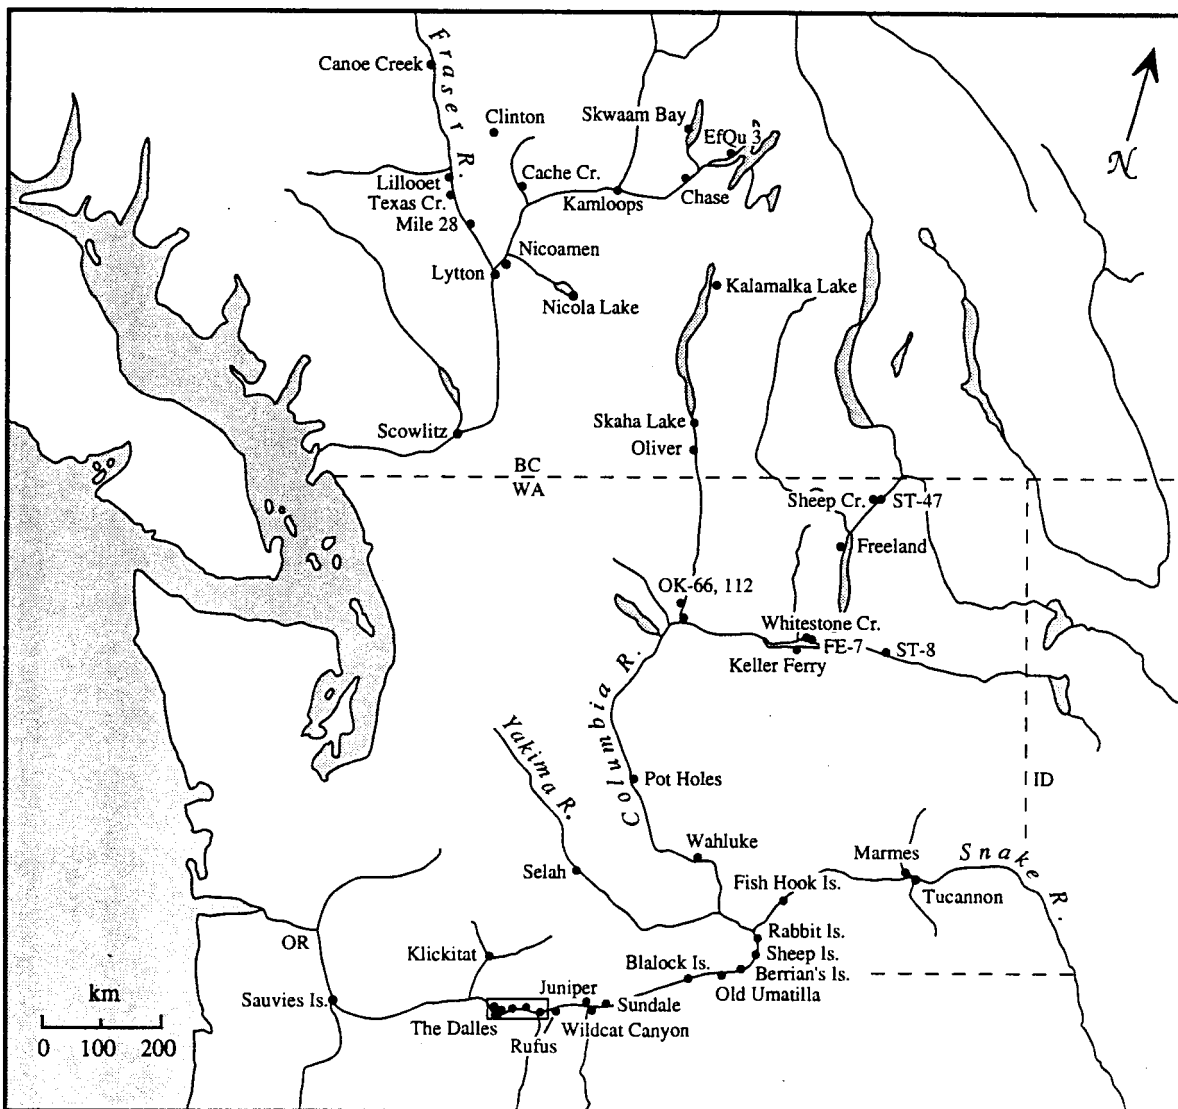 Fraser R.
Canoe Creek
Clinton
Skwaam Bay
EfQu 3
Lillooet
Cache Cr.
Texas Cr.
Kamloops
Chase
Mile 28
N
Nicoamen
Lytton
Nicola Lake
Kalamalka Lake
Skaha Lake
Scowlitz
Oliver
BC
WA
Sheep Cr.
ST-47
Freeland
OK-66, 112
Whitestone Cr.
FE-7
ST-8
Keller Ferry
Columbia R.
Yakima R.
Pot Holes
ID
Wahluke
Selah
Marmes
Snake R.
Fish Hook Is.
Tucannon
Rabbit Is.
OR
Klickitat
Sheep Is.
Blalock Is.
Berrian's Is.
Old Umatilla
km
Sauvies Is.
Juniper
Sundale
The Dalles
Wildcat Canyon
Rufus
0 100 200